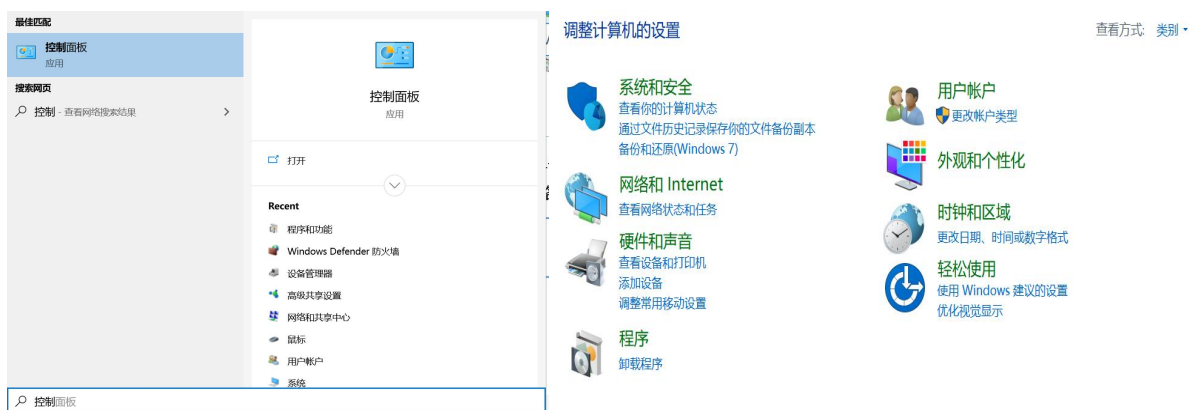 最佳匹配
控制面板
应用
搜索网页
控制 - 查看网络搜索结果
控制面板
应用
打开
Recent
程序和功能
Windows Defender 防火墙
设备管理器
高级共享设置
网络和共享中心
鼠标
用户帐户
系统
控制面板
调整计算机的设置
查看方式: 类别
系统和安全
查看你的计算机状态
通过文件历史记录保存你的文件备份副本
备份和还原(Windows 7)
网络和 Internet
查看网络状态和任务
硬件和声音
查看设备和打印机
添加设备
调整常用移动设置
程序
卸载程序
用户帐户
更改帐户类型
外观和个性化
时钟和区域
更改日期、时间或数字格式
轻松使用
使用 Windows 建议的设置
优化视觉显示